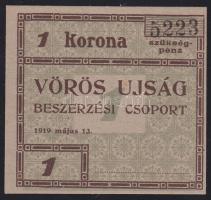 1 korona
5223
szükség-
pénz
VÖRÖS UJSÁG
BESZERZÉSI CSOPORT
1919 május 13.
1